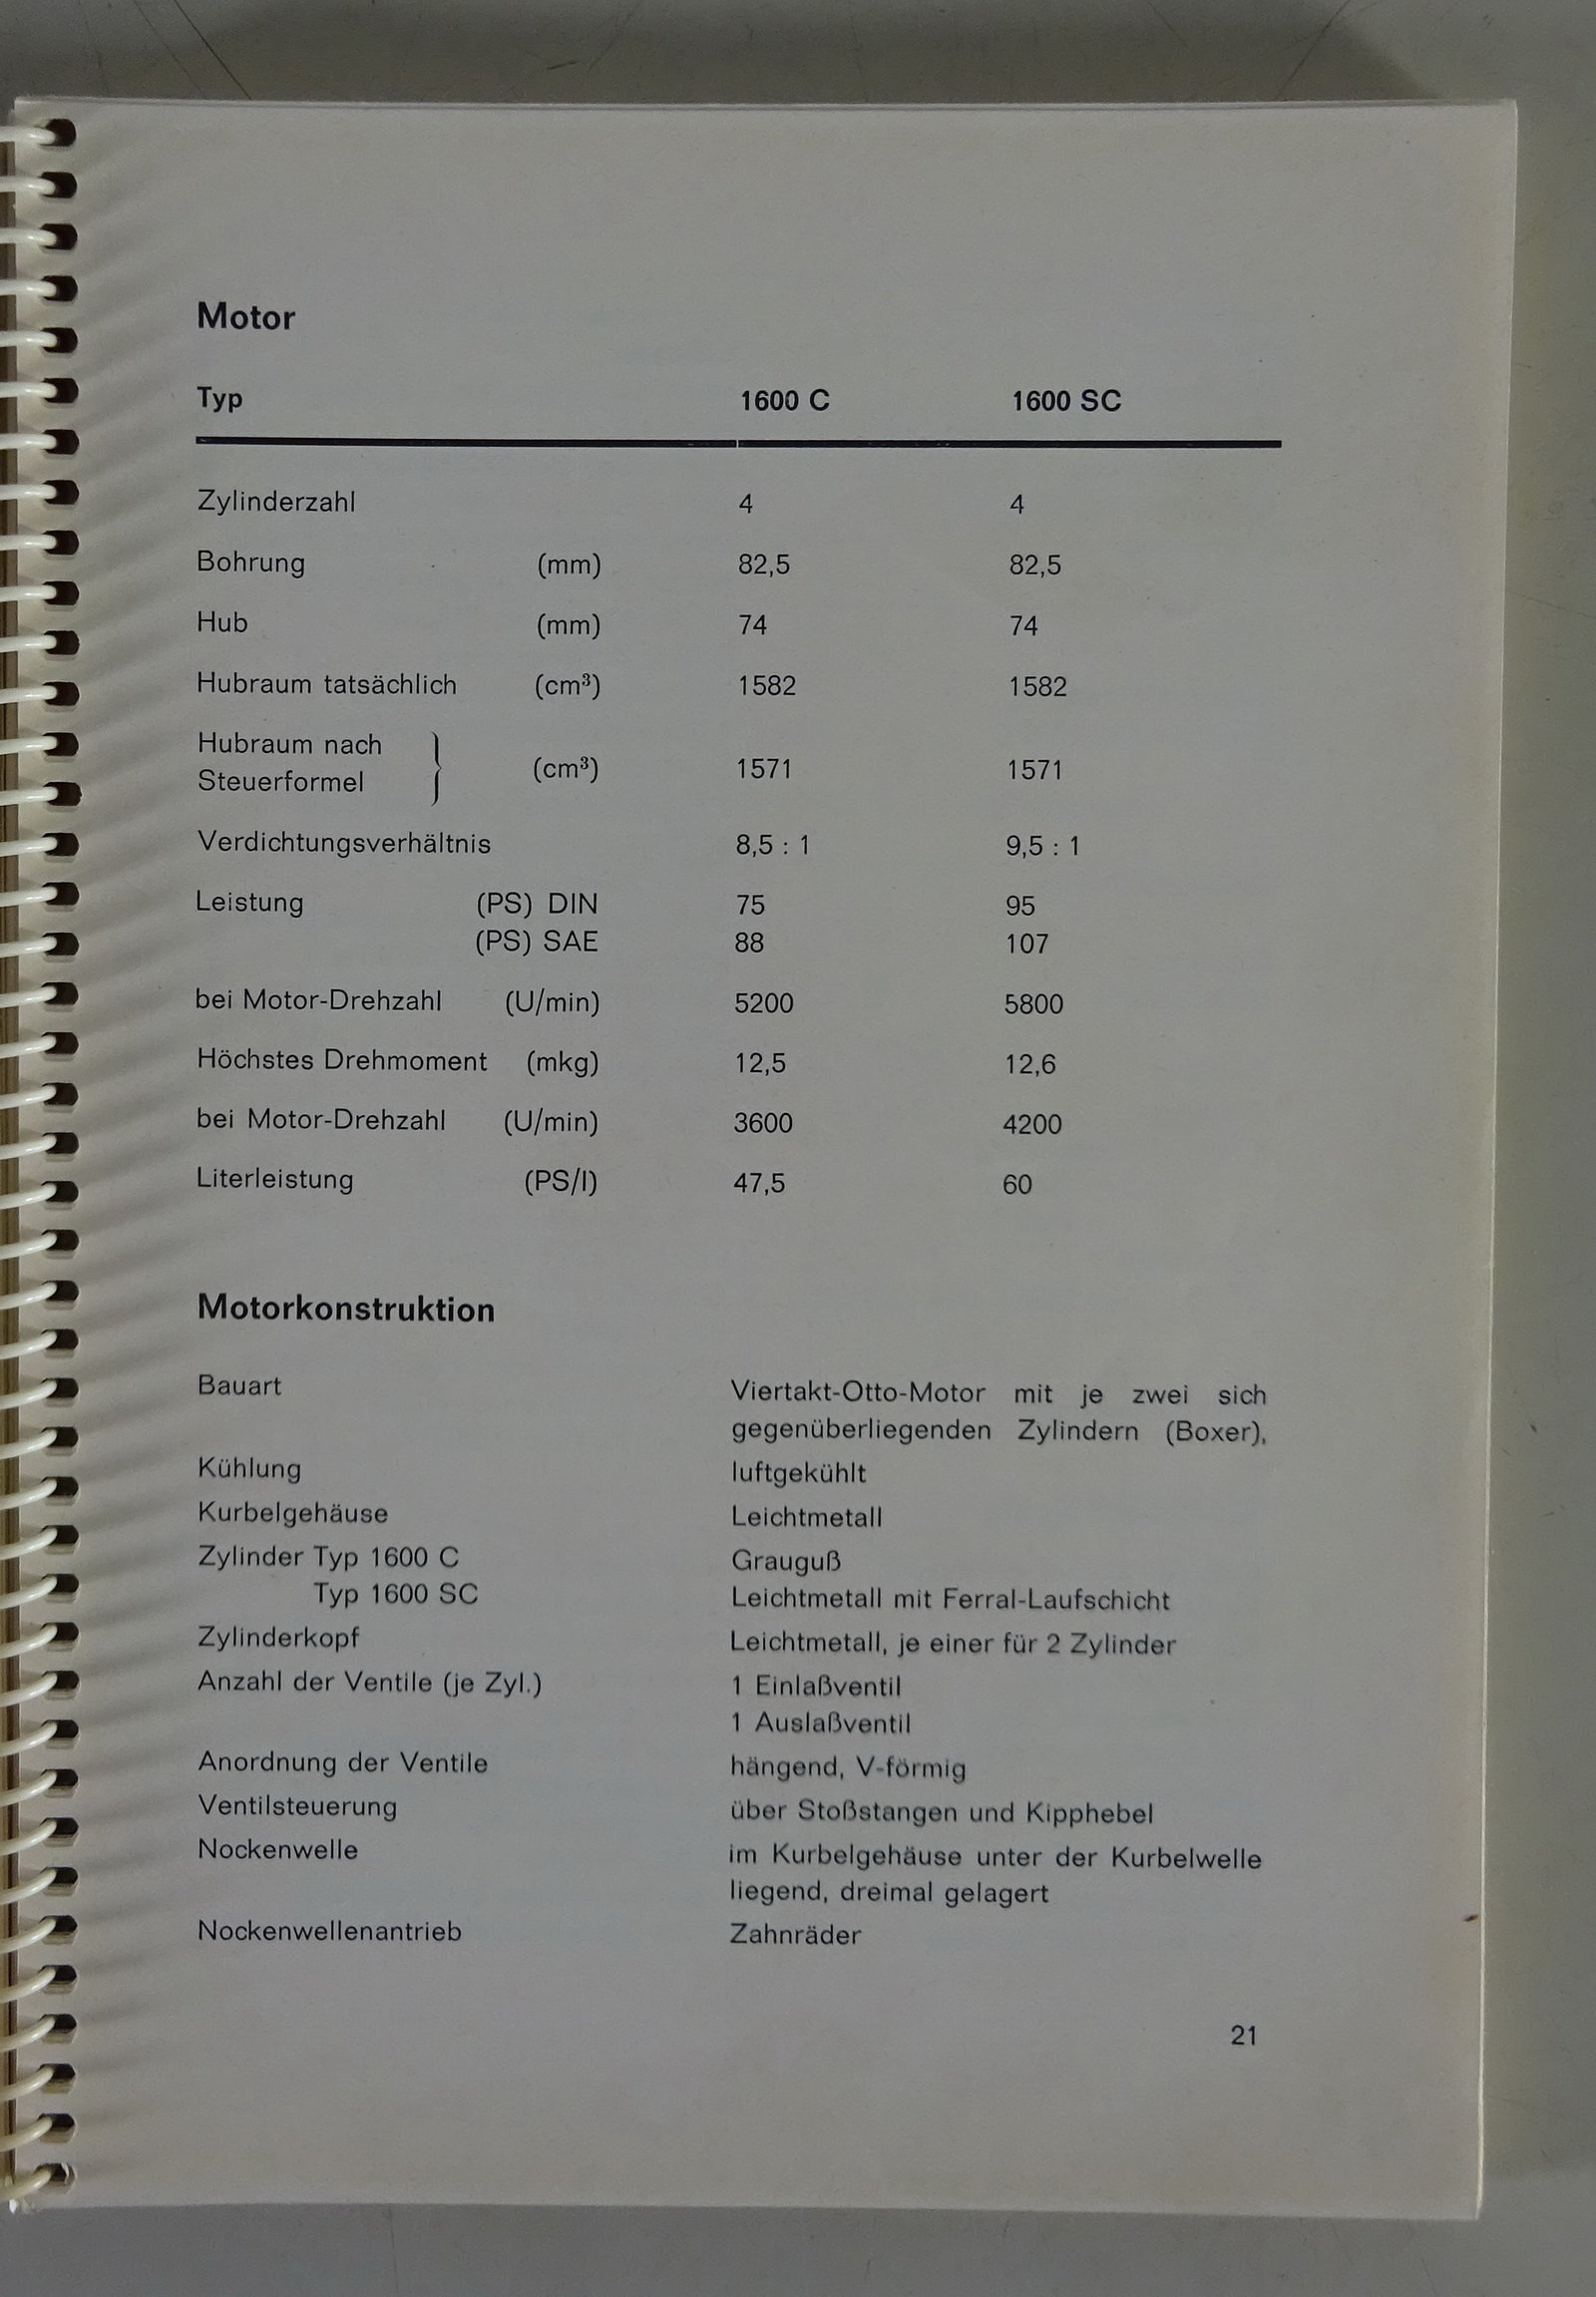 Motor
Typ 1600 C 1600 SC
Zylinderzahl 4 4
Bohrung (mm) 82,5 82,5
Hub (mm) 74 74
Hubraum tatsächlich (cm³) 1582 1582
Hubraum nach
Steuerformel } (cm³) 1571 1571
Verdichtungsverhältnis 8,5 : 1 9,5 : 1
Leistung (PS) DIN 75 95
(PS) SAE 88 107
bei Motor-Drehzahl (U/min) 5200 5800
Höchstes Drehmoment (mkg) 12,5 12,6
bei Motor-Drehzahl (U/min) 3600 4200
Literleistung (PS/l) 47,5 60
Motorkonstruktion
Bauart Viertakt-Otto-Motor mit je zwei sich
gegenüberliegenden Zylindern (Boxer),
Kühlung luftgekühlt
Kurbelgehäuse Leichtmetall
Zylinder Typ 1600 C Grauguß
Typ 1600 SC Leichtmetall mit Ferral-Laufschicht
Zylinderkopf Leichtmetall, je einer für 2 Zylinder
Anzahl der Ventile (je Zyl.) 1 Einlaßventil
1 Auslaßventil
Anordnung der Ventile hängend, V-förmig
Ventilsteuerung über Stoßstangen und Kipphebel
Nockenwelle im Kurbelgehäuse unter der Kurbelwelle
liegend, dreimal gelagert
Nockenwellenantrieb Zahnräder
21